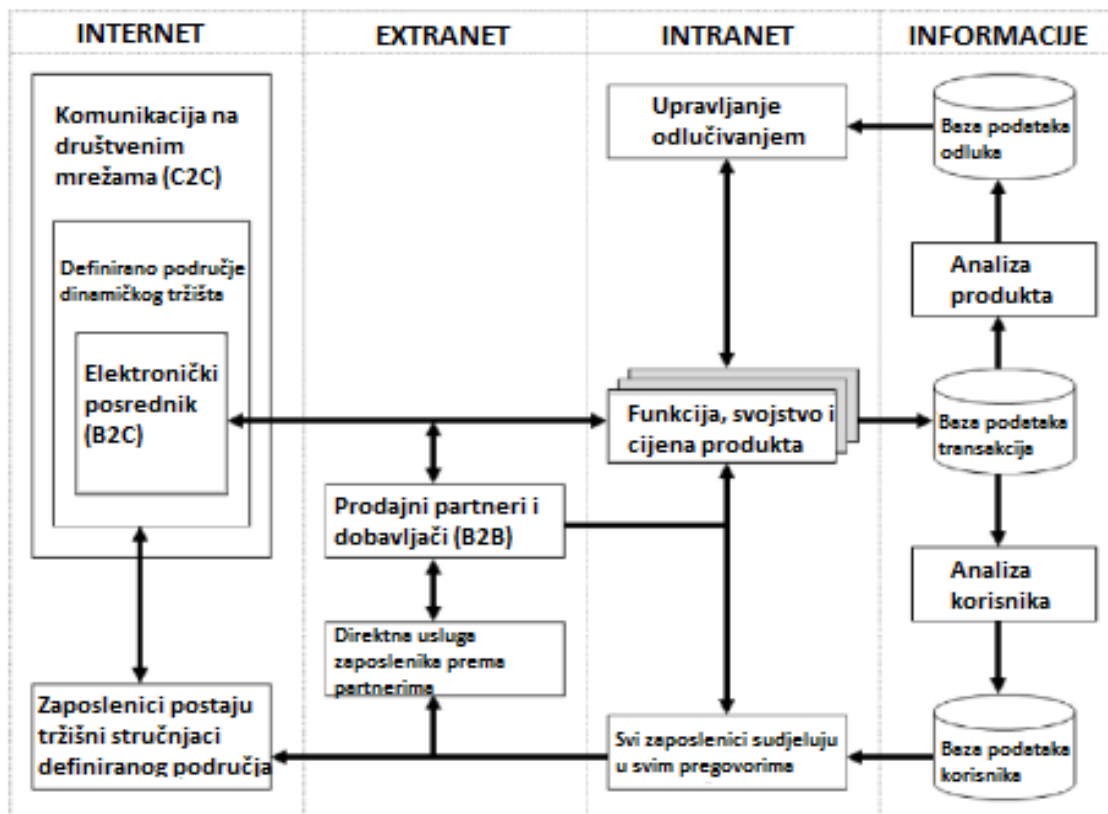 INTERNET
EXTRANET
INTRANET
INFORMACIJE
Komunikacija na
društvenim
mrežama (C2C)
Definirano područje
dinamičkog tržišta
Elektronički
posrednik
(B2C)
Zaposlenici postaju
tržišni stručnjaci
definiranog područja
Prodajni partneri i
dobavljači (B2B)
Direktna usluga
zaposlenika prema
partnerima
Upravljanje
odlučivanjem
Funkcija, svojstvo i
cijena produkta
Svi zaposlenici sudjeluju
u svim pregovorima
Baza podataka
odluka
Analiza
produkta
Baza podataka
transakcija
Analiza
korisnika
Baza podataka
korisnika